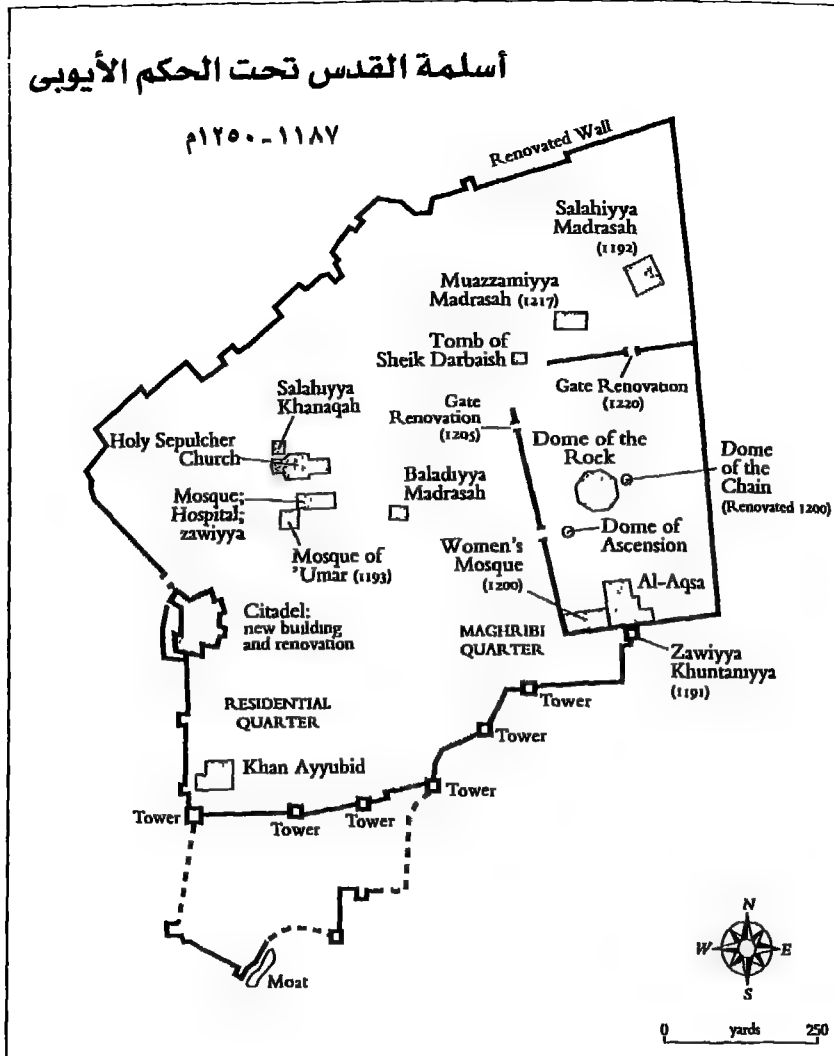 أسلمة القدس تحت الحكم الأيوبى
١١٨٧-١٢٥٠م
Renovated Wall
Salahiyya
Madrasah
(1192)
Muazzamiyya
Madrasah (1217)
Tomb of
Sheik Darbaish
Gate Renovation
(1220)
Salahiyya
Khanaqah
Gate
Renovation
(1205)
Holy Sepulcher
Church
Dome of the
Rock
Dome
of the
Chain
(Renovated 1200)
Baladiyya
Madrasah
Mosque;
Hospital;
zawiyya
Mosque of
'Umar (1193)
Women's
Mosque
(1200)
Dome of
Ascension
Al-Aqsa
Citadel:
new building
and renovation
MAGHRIBI
QUARTER
Zawiyya
Khuntaniyya
(1191)
RESIDENTIAL
QUARTER
Tower
Tower
Khan Ayyubid
Tower
Tower
Tower
Tower
Moat
N
W
E
S
0 yards 250